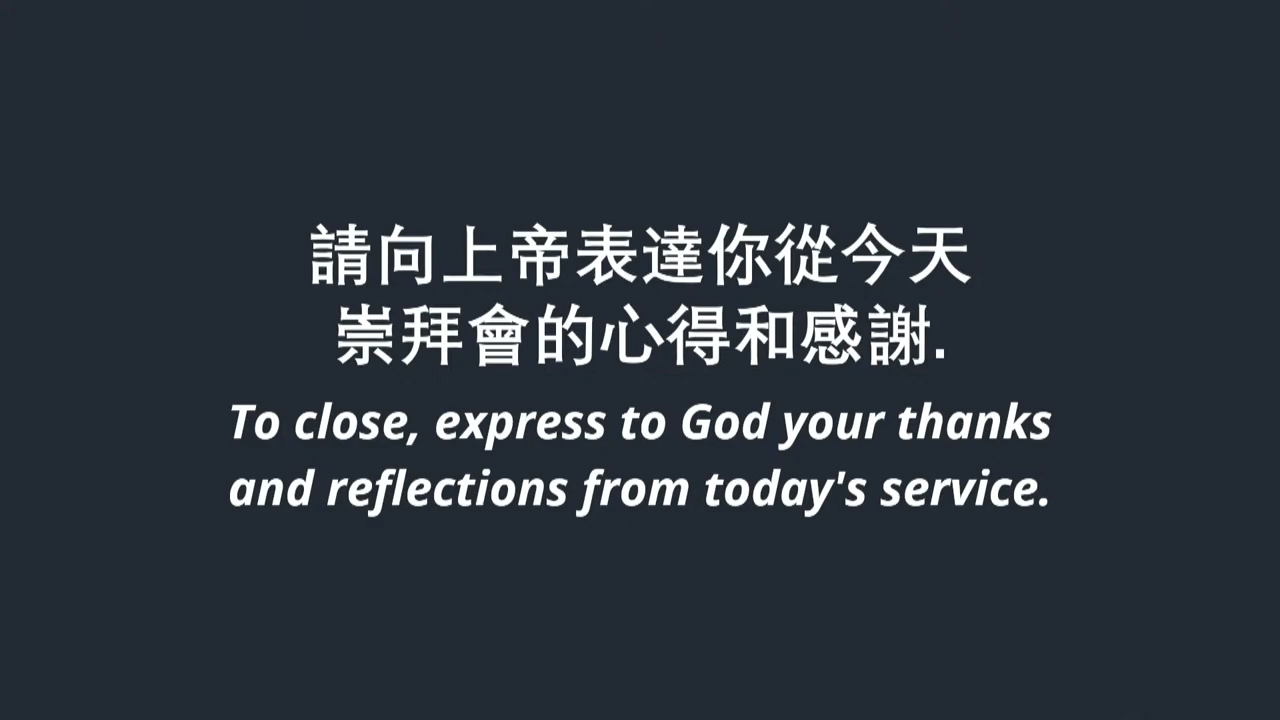 請向上帝表達你從今天
崇拜會的心得和感謝.
To close, express to God your thanks
and reflections from today's service.